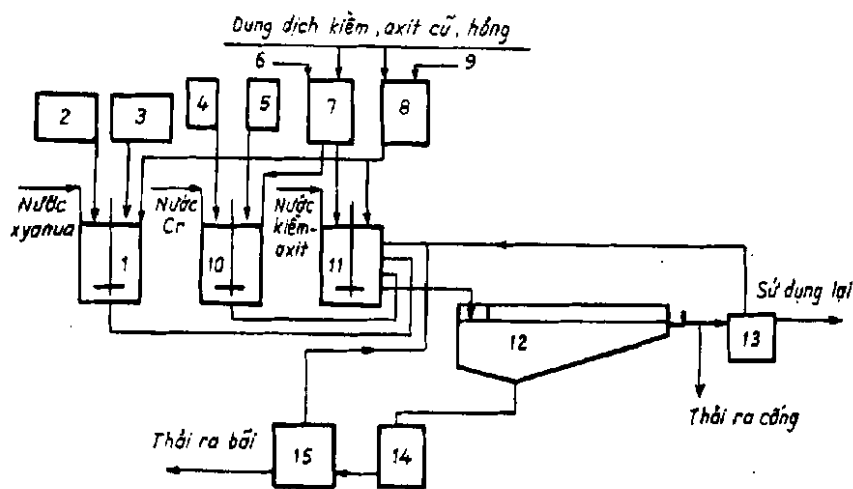 Dung dịch kiềm, axit cũ, hỏng
6
9
4
5
7
8
2
3
Nước xyanua
Nước Cr
Nước kiềm-axit
1
10
11
Sử dụng lại
12
13
Thải ra cống
Thải ra bãi
15
14